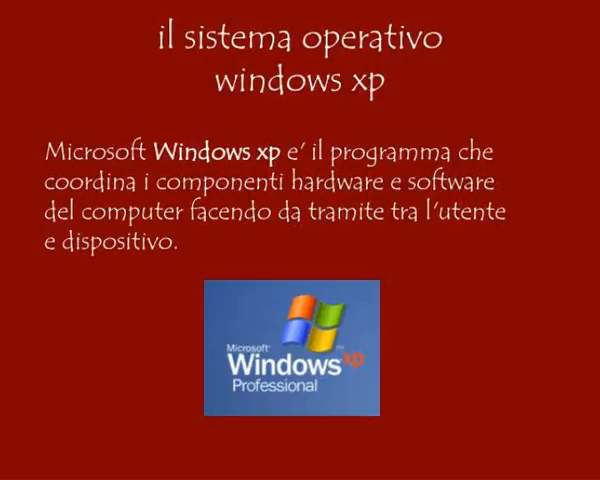 il sistema operativo
windows xp
Microsoft Windows xp e' il programma che
coordina i componenti hardware e software
del computer facendo da tramite tra l'utente
e dispositivo.
Microsoft
Windows xp
Professional